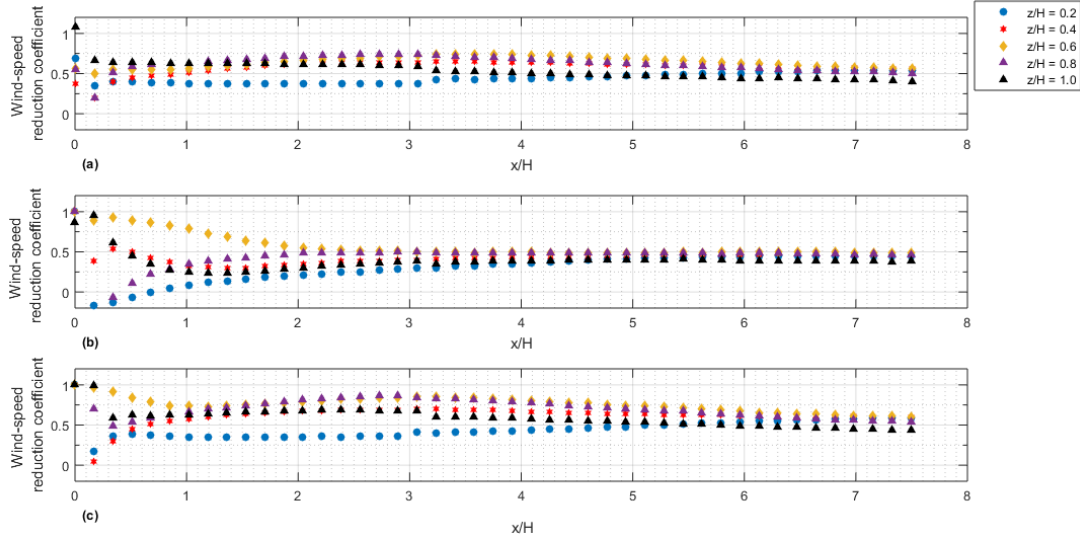 z/H = 0.2
z/H = 0.4
z/H = 0.6
z/H = 0.8
z/H = 1.0
Wind-speed
reduction coefficient
1
0.5
0
0 1 2 3 4 5 6 7 8
(a)
x/H
Wind-speed
reduction coefficient
1
0.5
0
0 1 2 3 4 5 6 7 8
(b)
x/H
Wind-speed
reduction coefficient
1
0.5
0
0 1 2 3 4 5 6 7 8
(c)
x/H